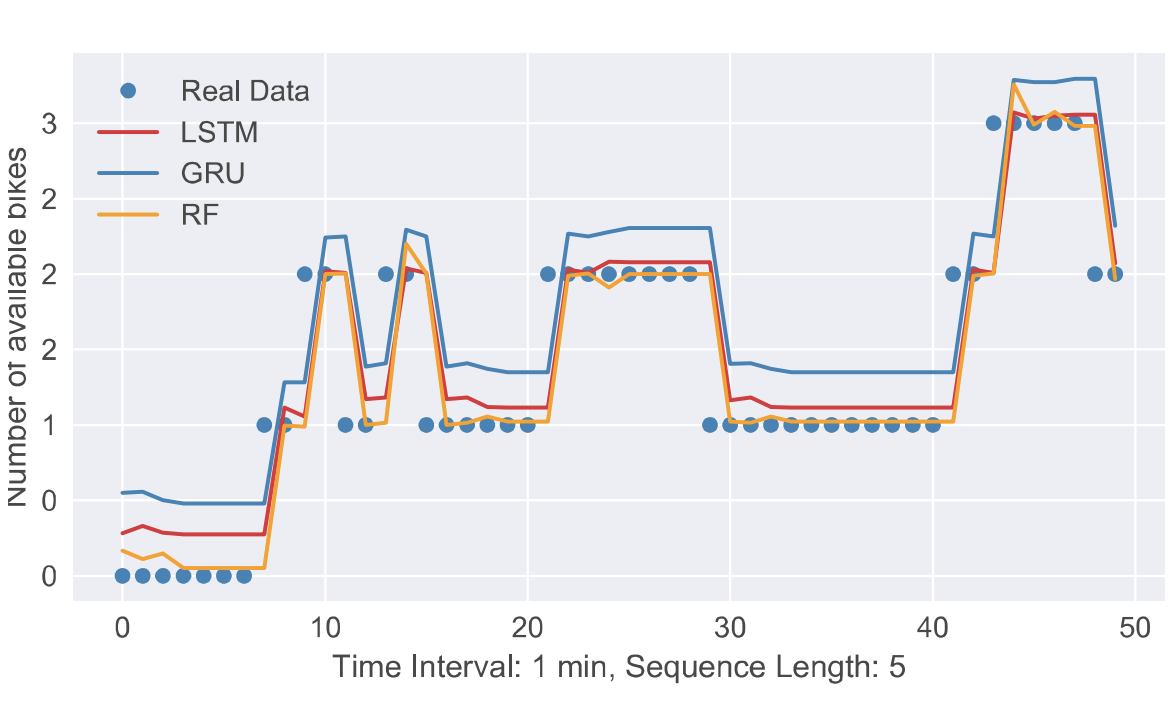 Real Data
LSTM
GRU
RF
Number of available bikes
3
2
2
2
1
0
0
0
10
20
30
40
50
Time Interval: 1 min, Sequence Length: 5